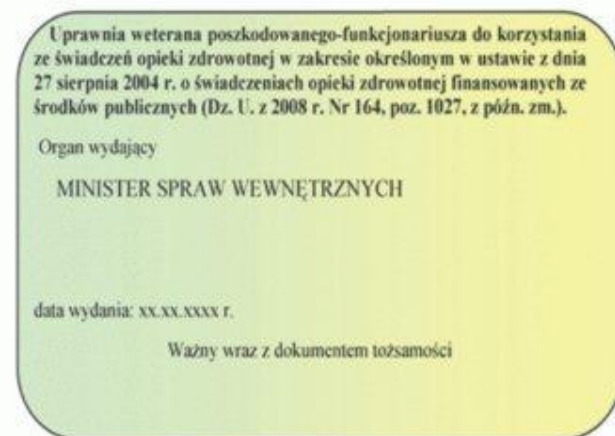 Uprawnia weterana poszkodowanego-funkcjonariusza do korzystania
ze świadczeń opieki zdrowotnej w zakresie określonym w ustawie z dnia
27 sierpnia 2004 r. o świadczeniach opieki zdrowotnej finansowanych ze
środków publicznych (Dz. U. z 2008 r. Nr 164, poz. 1027, z późn. zm.).
Organ wydający
MINISTER SPRAW WEWNĘTRZNYCH
data wydania: xx.xx.xxxx r.
Ważny wraz z dokumentem tożsamości